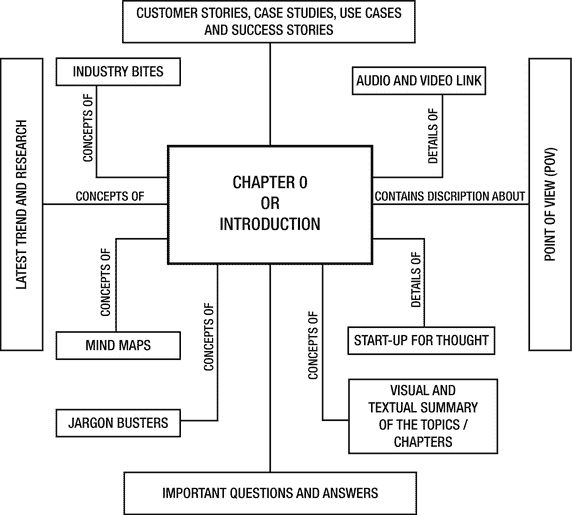 CUSTOMER STORIES, CASE STUDIES, USE CASES
AND SUCCESS STORIES
INDUSTRY BITES
AUDIO AND VIDEO LINK
CONCEPTS OF
DETAILS OF
LATEST TREND AND RESEARCH
CONCEPTS OF
CHAPTER 0
OR
INTRODUCTION
CONTAINS DISCRIPTION ABOUT
POINT OF VIEW (POV)
CONCEPTS OF
DETAILS OF
CONCEPTS OF
CONCEPTS OF
MIND MAPS
START-UP FOR THOUGHT
JARGON BUSTERS
VISUAL AND
TEXTUAL SUMMARY
OF THE TOPICS /
CHAPTERS
IMPORTANT QUESTIONS AND ANSWERS